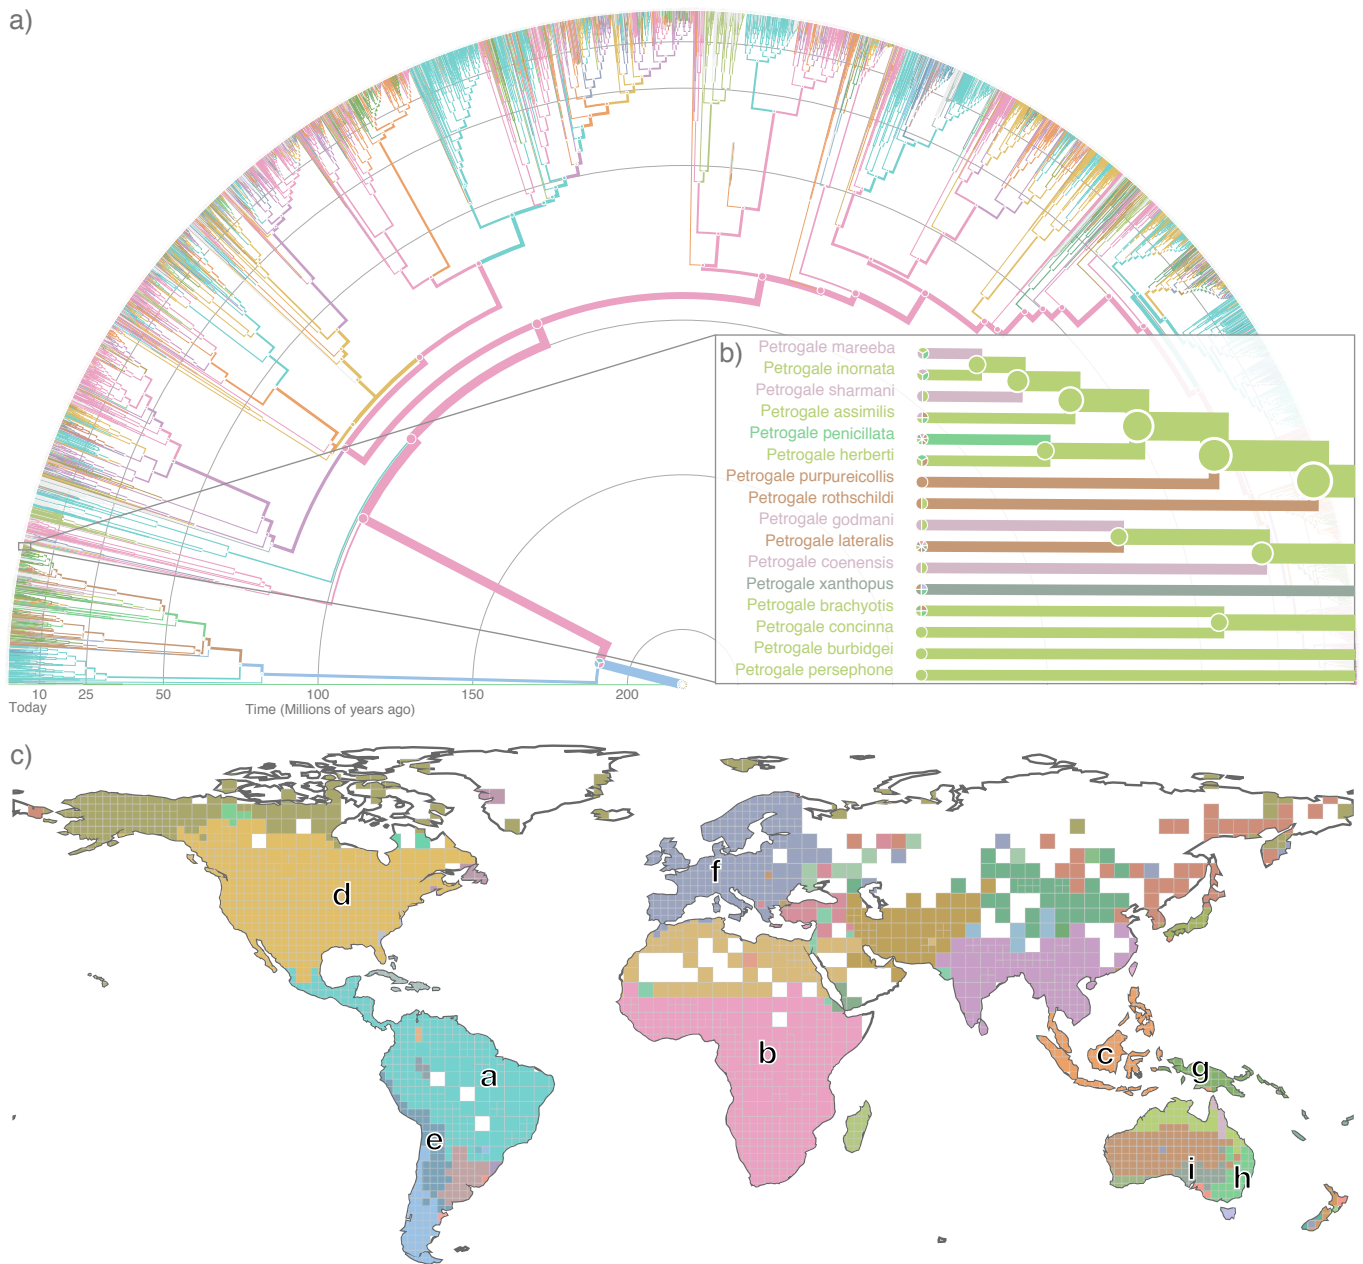 a)
10 25 50 100 150 200
Today
Time (Millions of years ago)
b)
Petrogale mareeba
Petrogale inornata
Petrogale sharmani
Petrogale assimilis
Petrogale penicillata
Petrogale herberti
Petrogale purpureicollis
Petrogale rothschildi
Petrogale godmani
Petrogale lateralis
Petrogale coenensis
Petrogale xanthopus
Petrogale brachyotis
Petrogale concinna
Petrogale burbidgei
Petrogale persephone
c)
d
f
b
a
c
g
e
i
h